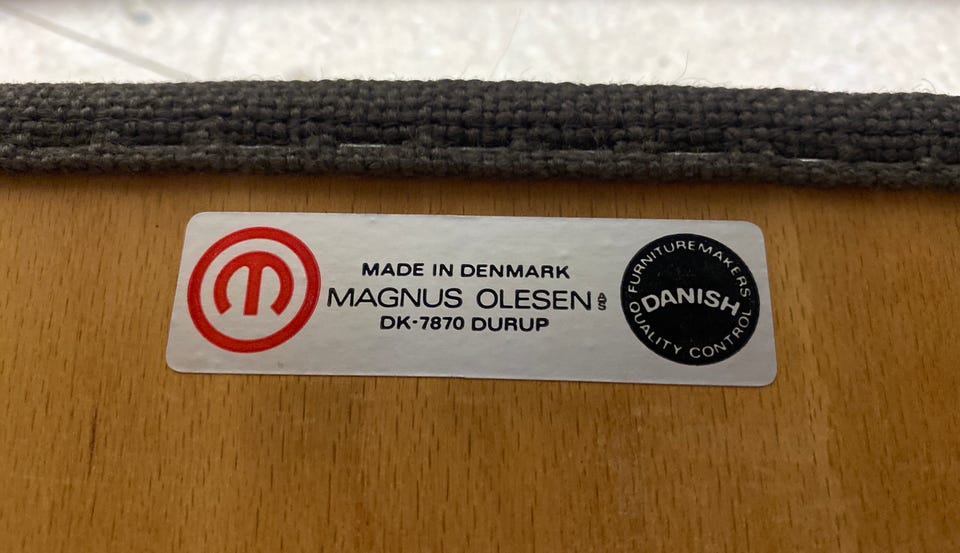 MADE IN DENMARK
MAGNUS OLESEN A/S
DK-7870 DURUP
FURNITUREMAKERS
DANISH
QUALITY CONTROL